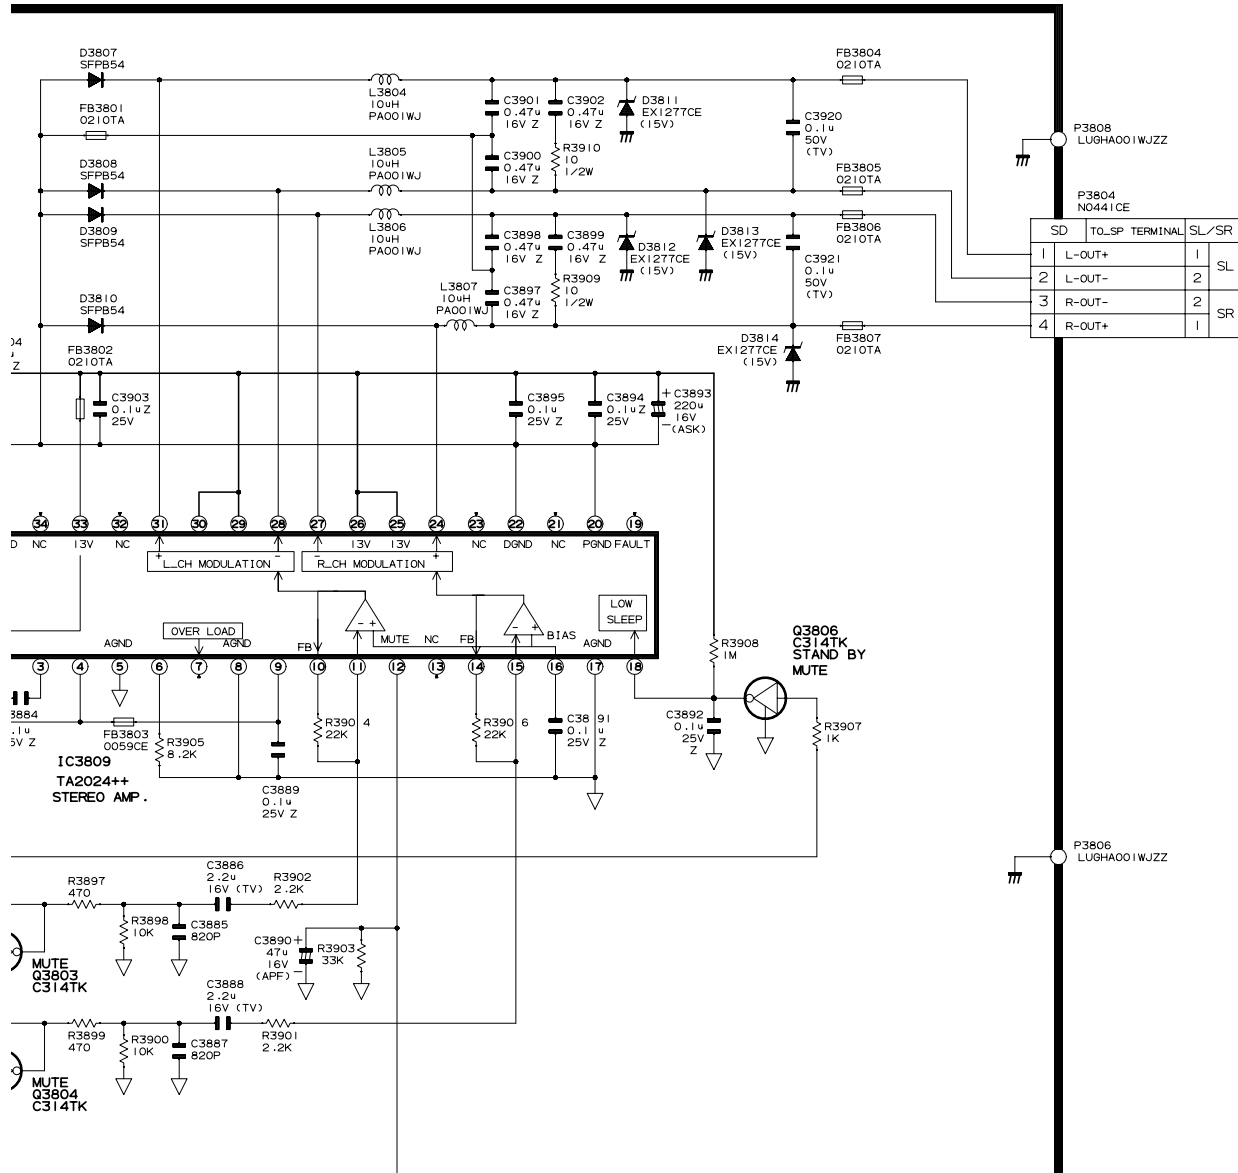 D3807
SFPB54
FB3801
0210TA
D3808
SFPB54
D3809
SFPB54
D3810
SFPB54
FB3802
0210TA
04
Z
L3804
10uH
PA001WJ
L3805
10uH
PA001WJ
L3806
10uH
PA001WJ
L3807
10uH
PA001WJ
C3901
0.47u
16V Z
C3902
0.47u
16V Z
C3900
0.47u
16V Z
R3910
10
1/2W
D3811
EX1277CE
(15V)
C3920
0.1u
50V
(TV)
C3898
0.47u
16V Z
C3899
0.47u
16V Z
C3897
0.47u
16V Z
R3909
10
1/2W
D3812
EX1277CE
(15V)
D3813
EX1277CE
(15V)
C3921
0.1u
50V
(TV)
D3814
EX1277CE
(15V)
FB3804
0210TA
FB3805
0210TA
FB3806
0210TA
FB3807
0210TA
P3808
LUGHA001WJZZ
P3804
N0441CE
SD TO_SP TERMINAL SL/SR
1 L-OUT+ 1
2 L-OUT- 2
SL
3 R-OUT- 2
4 R-OUT+ 1
SR
C3903
0.1u Z
25V
C3895
0.1u
25V Z
C3894
0.1u Z
25V
+ C3893
220u
16V
- (ASK)
34 33 32 31 30 29 28 27 26 25 24 23 22 21 20 19
D NC 13V NC 13V 13V NC DGND NC PGND FAULT
+ L_CH MODULATION -
- R_CH MODULATION +
- +
- +
OVER LOAD
LOW
SLEEP
AGND AGND FB MUTE NC FB BIAS AGND
3 4 5 6 7 8 9 10 11 12 13 14 15 16 17 18
3884
.1u
5V Z
FB3803
0059CE
R3905
8.2K
IC3809
TA2024++
STEREO AMP.
C3889
0.1u
25V Z
R3904
22K
R3906
22K
C3891
0.1u
25V Z
R3908
1M
C3892
0.1u
25V
Z
Q3806
C314TK
STAND BY
MUTE
R3907
1K
P3806
LUGHA001WJZZ
R3897
470
R3898
10K
C3885
820P
C3886
2.2u
16V (TV)
R3902
2.2K
MUTE
Q3803
C314TK
C3890 +
47u
16V
(APF) -
R3903
33K
C3888
2.2u
16V (TV)
R3899
470
R3900
10K
C3887
820P
R3901
2.2K
MUTE
Q3804
C314TK